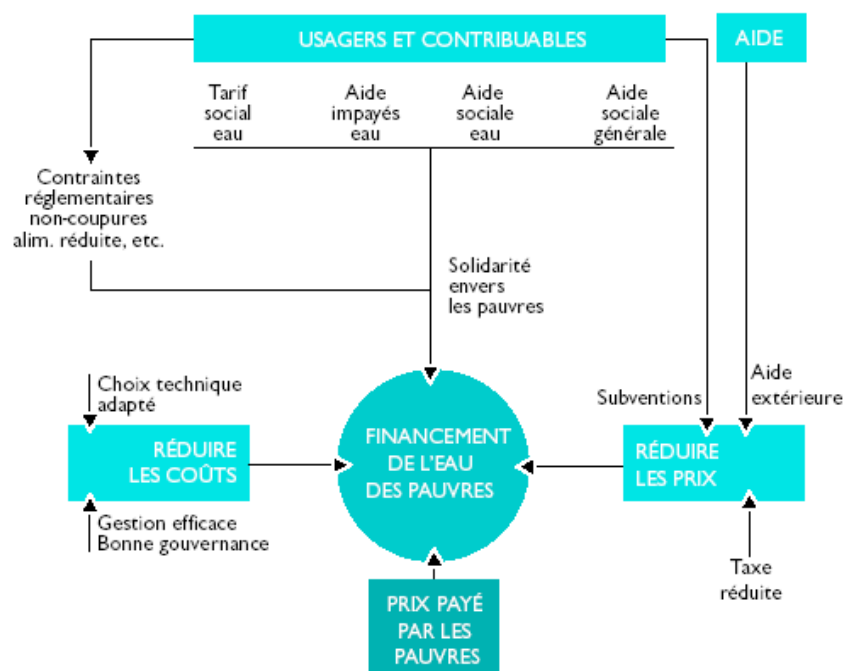 USAGERS ET CONTRIBUABLES
AIDE
Tarif
social
eau
Aide
impayés
eau
Aide
sociale
eau
Aide
sociale
générale
Contraintes
réglementaires
non-coupures
alim. réduite, etc.
Solidarité
envers
les pauvres
Choix technique
adapté
RÉDUIRE
LES COÛTS
Gestion efficace
Bonne gouvernance
FINANCEMENT
DE L'EAU
DES PAUVRES
Subventions
Aide
extérieure
RÉDUIRE
LES PRIX
Taxe
réduite
PRIX PAYÉ
PAR LES
PAUVRES